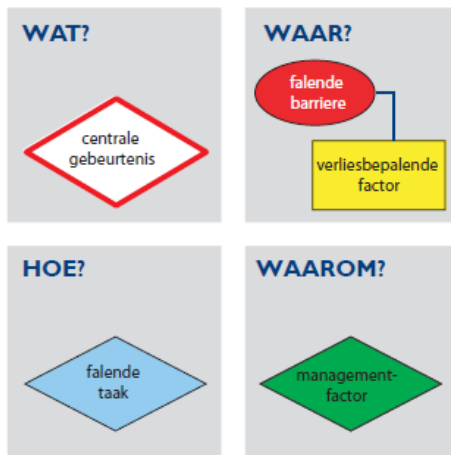 WAT?
centrale
gebeurtenis
WAAR?
falende
barriere
verliesbepalende
factor
HOE?
falende
taak
WAAROM?
management-
factor